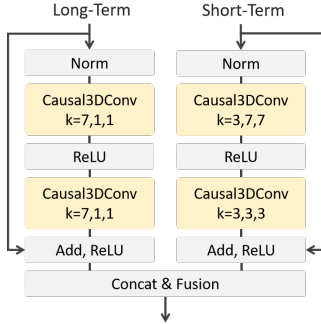 Long-Term
Short-Term
Norm
Norm
Causal3DConv
k=7,1,1
Causal3DConv
k=3,7,7
ReLU
ReLU
Causal3DConv
k=7,1,1
Causal3DConv
k=3,3,3
Add, ReLU
Add, ReLU
Concat & Fusion